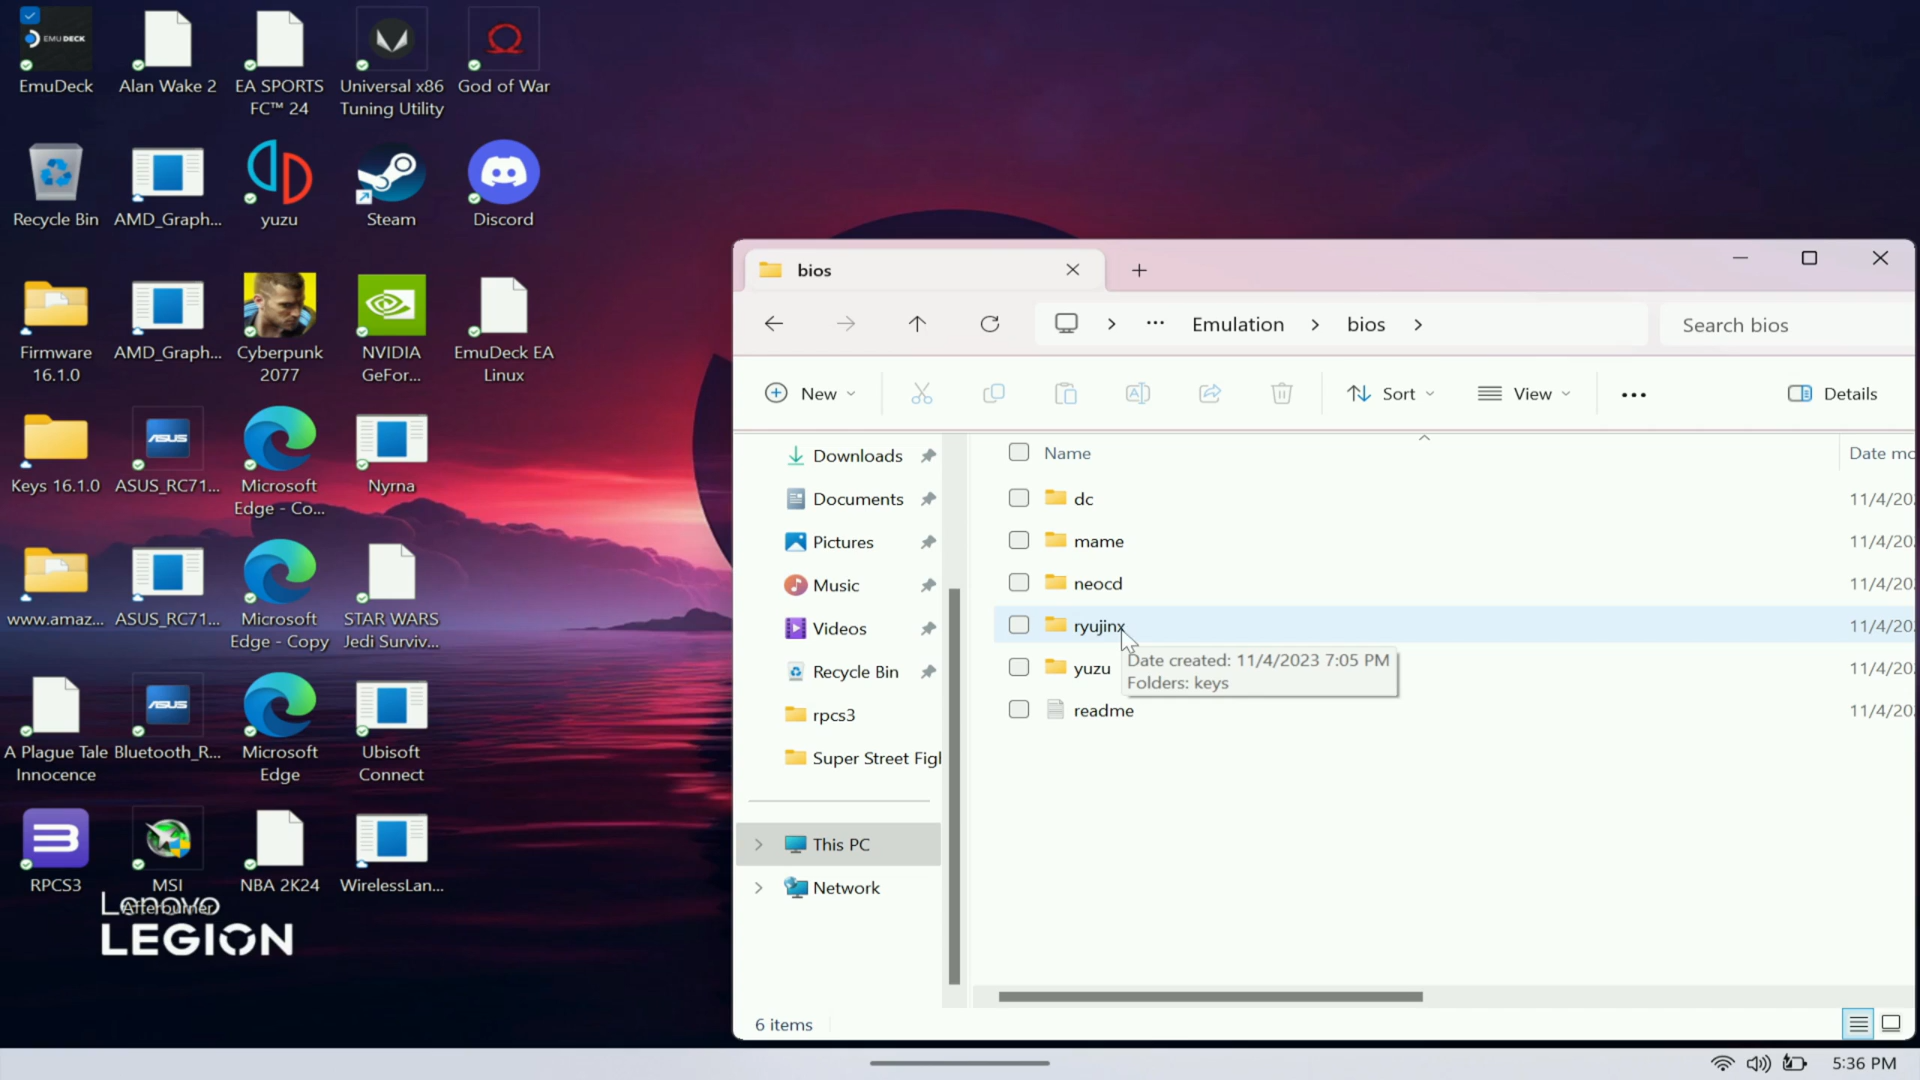 EMU DECK
EmuDeck
Alan Wake 2
EA SPORTS
FC™ 24
Universal x86
Tuning Utility
God of War
Recycle Bin
AMD_Graph...
yuzu
Steam
Discord
Firmware
16.1.0
AMD_Graph...
Cyberpunk
2077
NVIDIA
GeFor...
EmuDeck EA
Linux
Keys 16.1.0
ASUS
ASUS_RC71...
Microsoft
Edge - Co...
Nyrna
www.amaz...
ASUS_RC71...
Microsoft
Edge - Copy
STAR WARS
Jedi Surviv...
A Plague Tale
Innocence
ASUS
Bluetooth_R...
Microsoft
Edge
Ubisoft
Connect
RPCS3
MSI
Afterburner
NBA 2K24
WirelessLan...
Lenovo
LEGION
bios
Emulation
bios
Search bios
New
Sort
View
Details
Downloads
Documents
Pictures
Music
Videos
Recycle Bin
rpcs3
Super Street Figh
This PC
Network
Name
Date mo
dc
11/4/20
mame
11/4/20
neocd
11/4/20
ryujinx
11/4/20
yuzu
11/4/20
readme
11/4/20
Date created: 11/4/2023 7:05 PM
Folders: keys
6 items
5:36 PM